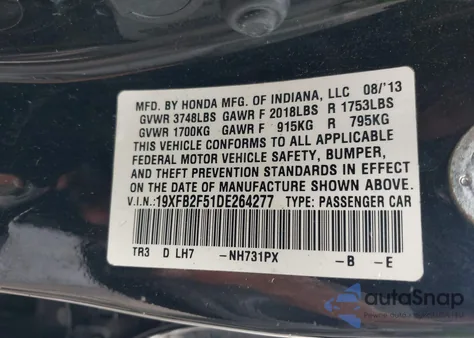 MFD. BY HONDA MFG. OF INDIANA, LLC 08/'13
GVWR 3748LBS GAWR F 2018LBS R 1753LBS
GVWR 1700KG GAWR F 915KG R 795KG
THIS VEHICLE CONFORMS TO ALL APPLICABLE
FEDERAL MOTOR VEHICLE SAFETY, BUMPER,
AND THEFT PREVENTION STANDARDS IN EFFECT
ON THE DATE OF MANUFACTURE SHOWN ABOVE.
V.I.N.:19XFB2F51DE264277 TYPE: PASSENGER CAR
TR3 D LH7 -NH731PX -B -E
autoSnap